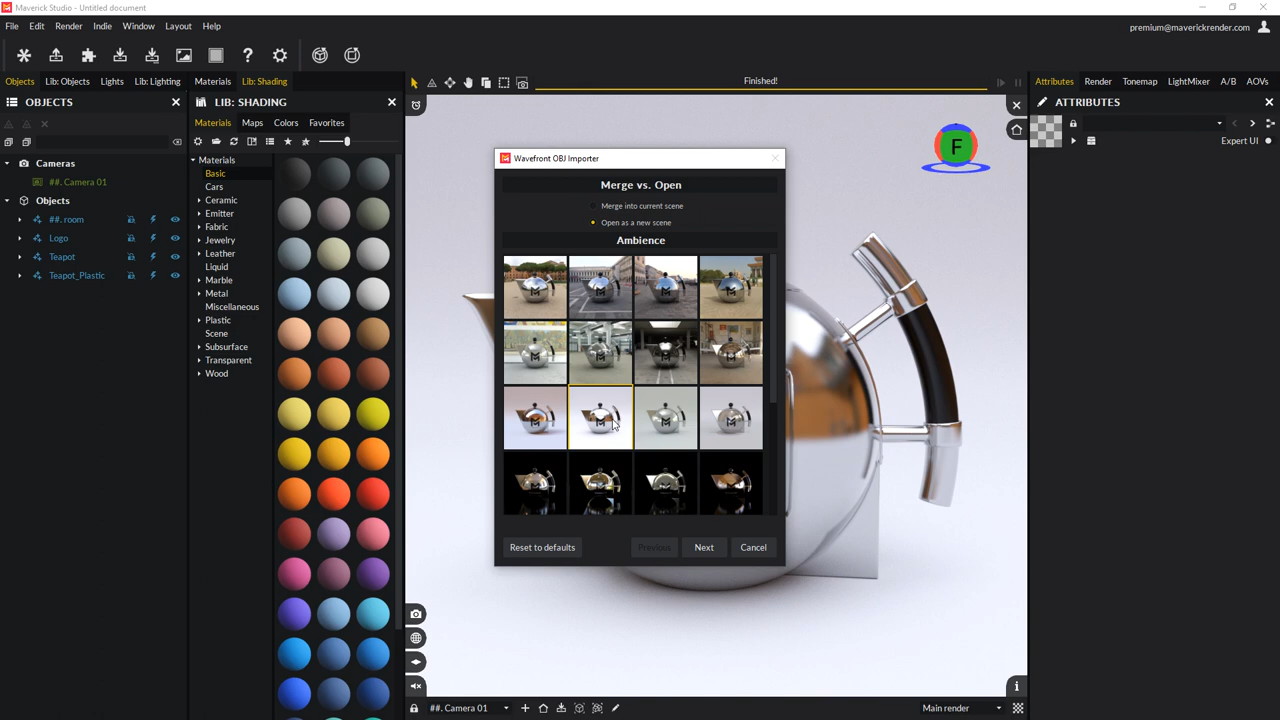 Maverick Studio - Untitled document
File Edit Render Indie Window Layout Help
premium@maverickrender.com
Objects Lib: Objects Lights Lib: Lighting Materials Lib: Shading
Finished!
Attributes Render Tonemap LightMixer A/B AOVs
OBJECTS
LIB: SHADING
ATTRIBUTES
Materials Maps Colors Favorites
Expert UI
F
Cameras
##. Camera 01
Objects
##. room
Logo
Teapot
Teapot_Plastic
Materials
Basic
Cars
Ceramic
Emitter
Fabric
Jewelry
Leather
Liquid
Marble
Metal
Miscellaneous
Plastic
Scene
Subsurface
Transparent
Wood
Wavefront OBJ Importer
Merge vs. Open
Merge into current scene
Open as a new scene
Ambience
Reset to defaults Previous Next Cancel
##. Camera 01
Main render